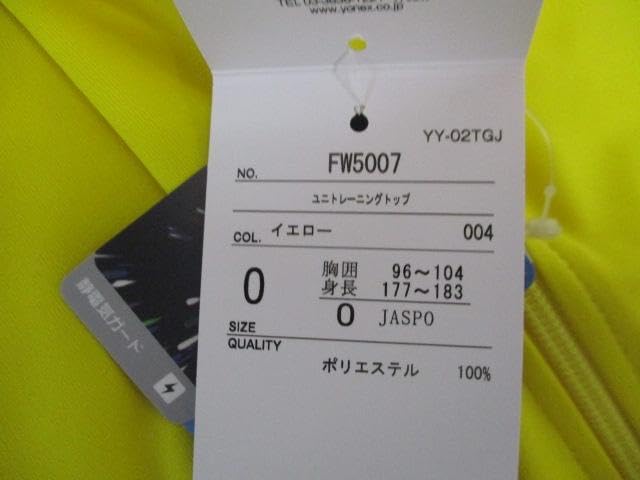 www.yonex.co.jp
YY-02TGJ
NO. FW5007
ユニトレーニングトップ
COL. イエロー 004
胸囲 96～104
0 身長 177～183
O JASPO
SIZE
QUALITY
ポリエステル 100%
静電気ガード